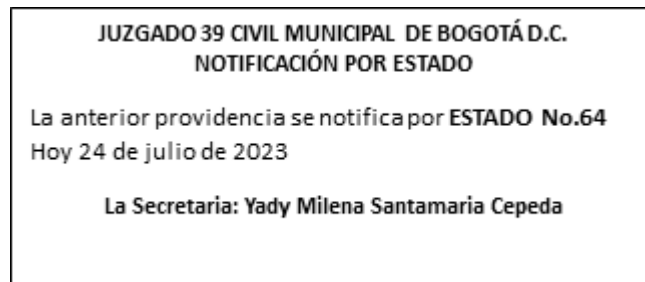 JUZGADO 39 CIVIL MUNICIPAL DE BOGOTÁ D.C.
NOTIFICACIÓN POR ESTADO
La anterior providencia se notifica por ESTADO No.64
Hoy 24 de julio de 2023
La Secretaria: Yady Milena Santamaria Cepeda